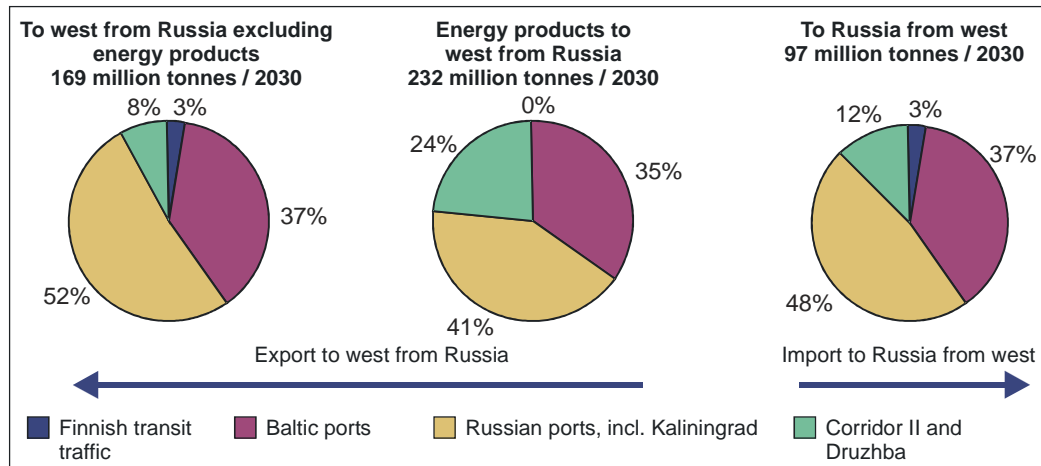 To west from Russia excluding
energy products
169 million tonnes / 2030
8%
3%
37%
52%
Energy products to
west from Russia
232 million tonnes / 2030
0%
24%
35%
41%
To Russia from west
97 million tonnes / 2030
12%
3%
37%
48%
Export to west from Russia
Import to Russia from west
Finnish transit
traffic
Baltic ports
Russian ports, incl. Kaliningrad
Corridor II and
Druzhba